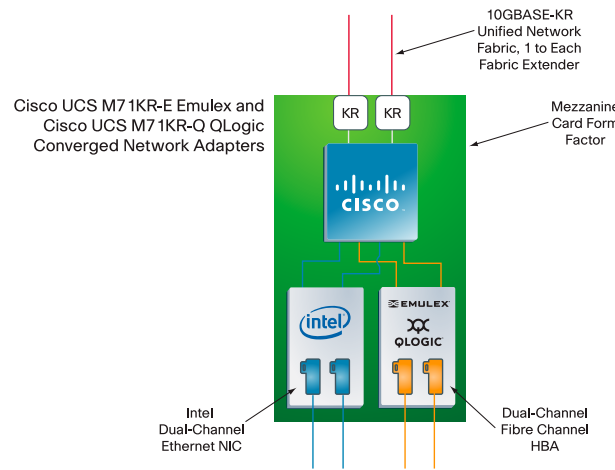 10GBASE-KR
Unified Network
Fabric, 1 to Each
Fabric Extender
Cisco UCS M71KR-E Emulex and
Cisco UCS M71KR-Q QLogic
Converged Network Adapters
KR
KR
Mezzanine
Card Form
Factor
CISCO
intel
EMULEX
QLOGIC
Intel
Dual-Channel
Ethernet NIC
Dual-Channel
Fibre Channel
HBA